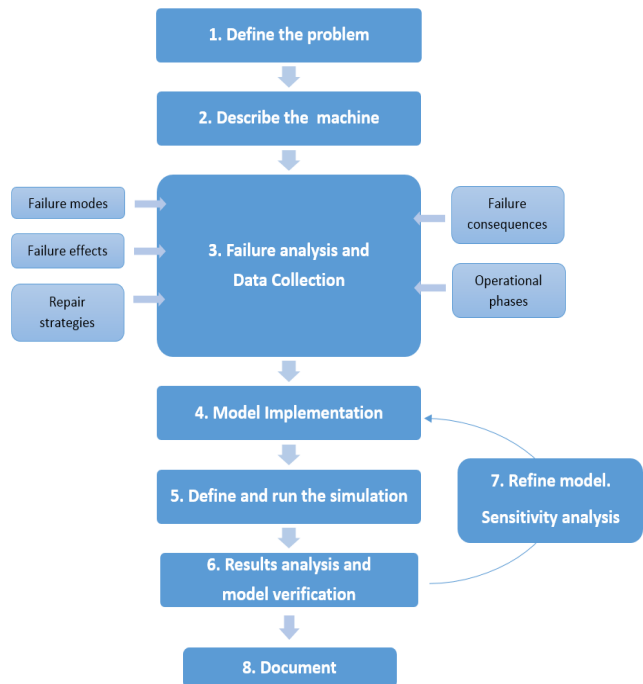 1. Define the problem
2. Describe the machine
Failure modes
Failure effects
Repair
strategies
3. Failure analysis and
Data Collection
Failure
consequences
Operational
phases
4. Model Implementation
5. Define and run the simulation
6. Results analysis and
model verification
7. Refine model.
Sensitivity analysis
8. Document